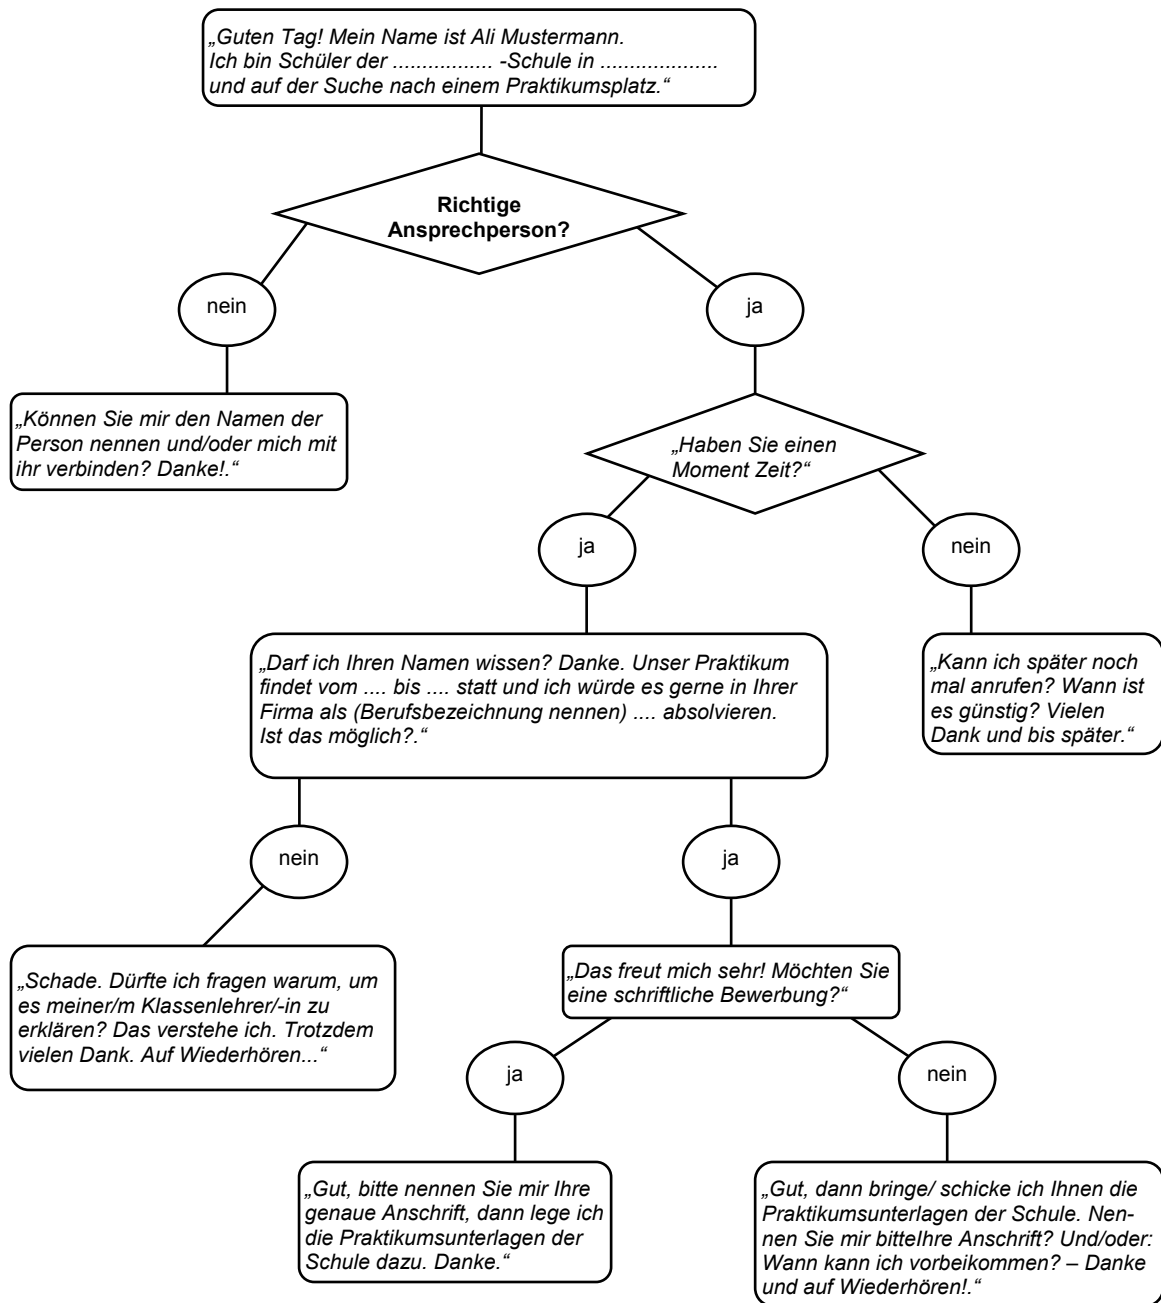 „Guten Tag! Mein Name ist Ali Mustermann.
Ich bin Schüler der ................. -Schule in ....................
und auf der Suche nach einem Praktikumsplatz.“
Richtige
Ansprechperson?
nein
ja
„Können Sie mir den Namen der
Person nennen und/oder mich mit
ihr verbinden? Danke!.“
„Haben Sie einen
Moment Zeit?“
ja
nein
„Darf ich Ihren Namen wissen? Danke. Unser Praktikum
findet vom .... bis .... statt und ich würde es gerne in Ihrer
Firma als (Berufsbezeichnung nennen) .... absolvieren.
Ist das möglich?.“
„Kann ich später noch
mal anrufen? Wann ist
es günstig? Vielen
Dank und bis später.“
nein
ja
„Schade. Dürfte ich fragen warum, um
es meiner/m Klassenlehrer/-in zu
erklären? Das verstehe ich. Trotzdem
vielen Dank. Auf Wiederhören...“
„Das freut mich sehr! Möchten Sie
eine schriftliche Bewerbung?“
ja
nein
„Gut, bitte nennen Sie mir Ihre
genaue Anschrift, dann lege ich
die Praktikumsunterlagen der
Schule dazu. Danke.“
„Gut, dann bringe/ schicke ich Ihnen die
Praktikumsunterlagen der Schule. Nen-
nen Sie mir bitteIhre Anschrift? Und/oder:
Wann kann ich vorbeikommen? – Danke
und auf Wiederhören!.“